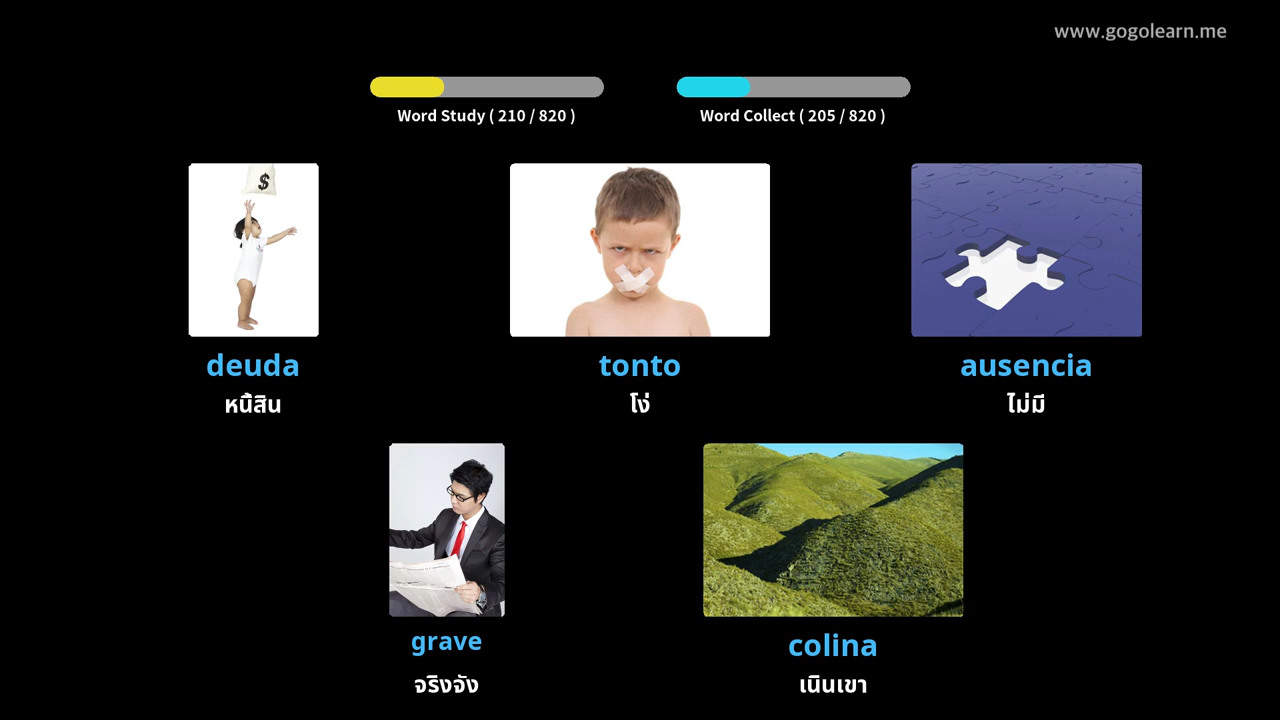 www.gogolearn.me
Word Study ( 210 / 820 )
Word Collect ( 205 / 820 )
$
deuda
หนี้สิน
tonto
โง่
ausencia
ไม่มี
grave
จริงจัง
colina
เนินเขา